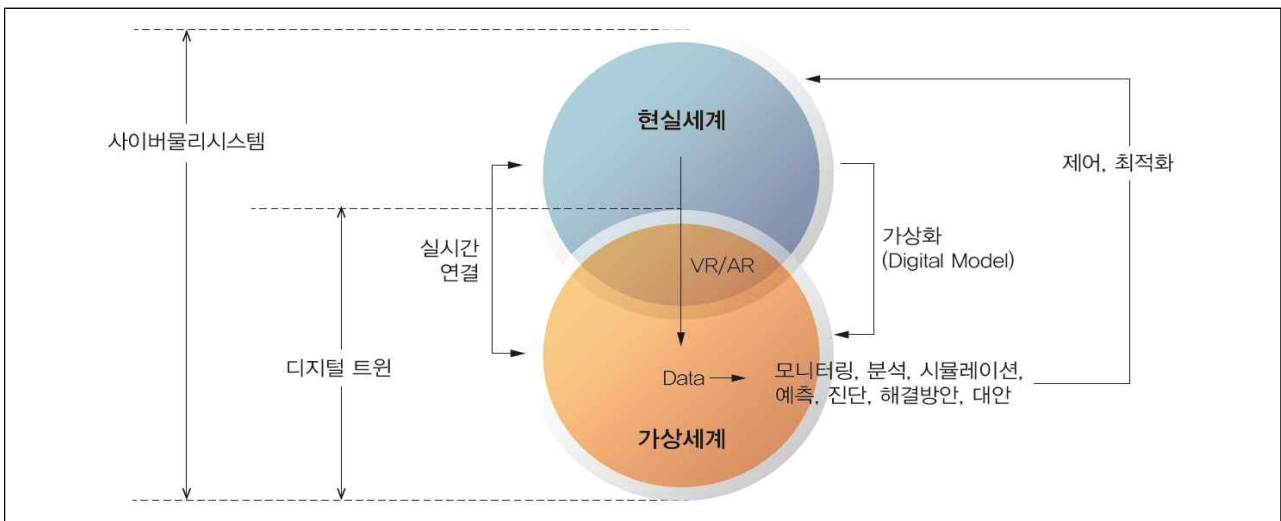 현실세계
사이버물리시스템
제어, 최적화
실시간
연결
가상화
(Digital Model)
VR/AR
디지털 트윈
Data
모니터링, 분석, 시뮬레이션,
예측, 진단, 해결방안, 대안
가상세계